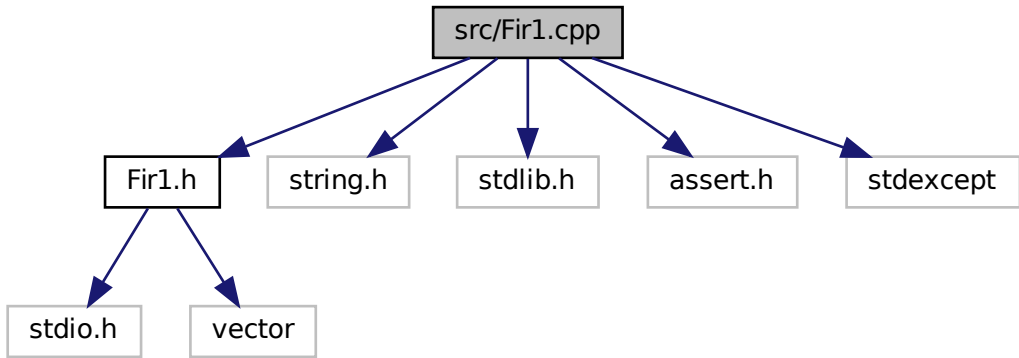 src/Fir1.cpp
Fir1.h
string.h
stdlib.h
assert.h
stdexcept
stdio.h
vector